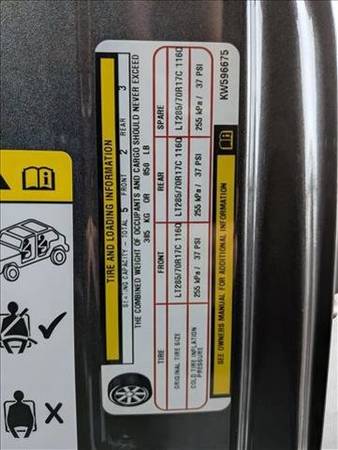 TIRE AND LOADING INFORMATION
SEATING CAPACITY - TOTAL 5 FRONT 2 REAR 3
THE COMBINED WEIGHT OF OCCUPANTS AND CARGO SHOULD NEVER EXCEED
385 KG OR 850 LB
TIRE FRONT REAR SPARE
ORIGINAL TIRE SIZE LT285/70R17C 116Q LT285/70R17C 116Q LT285/70R17C 116Q
COLD TIRE INFLATION PRESSURE 255 kPa / 37 PSI 255 kPa / 37 PSI 255 kPa / 37 PSI
SEE OWNERS MANUAL FOR ADDITIONAL INFORMATION
KW596675